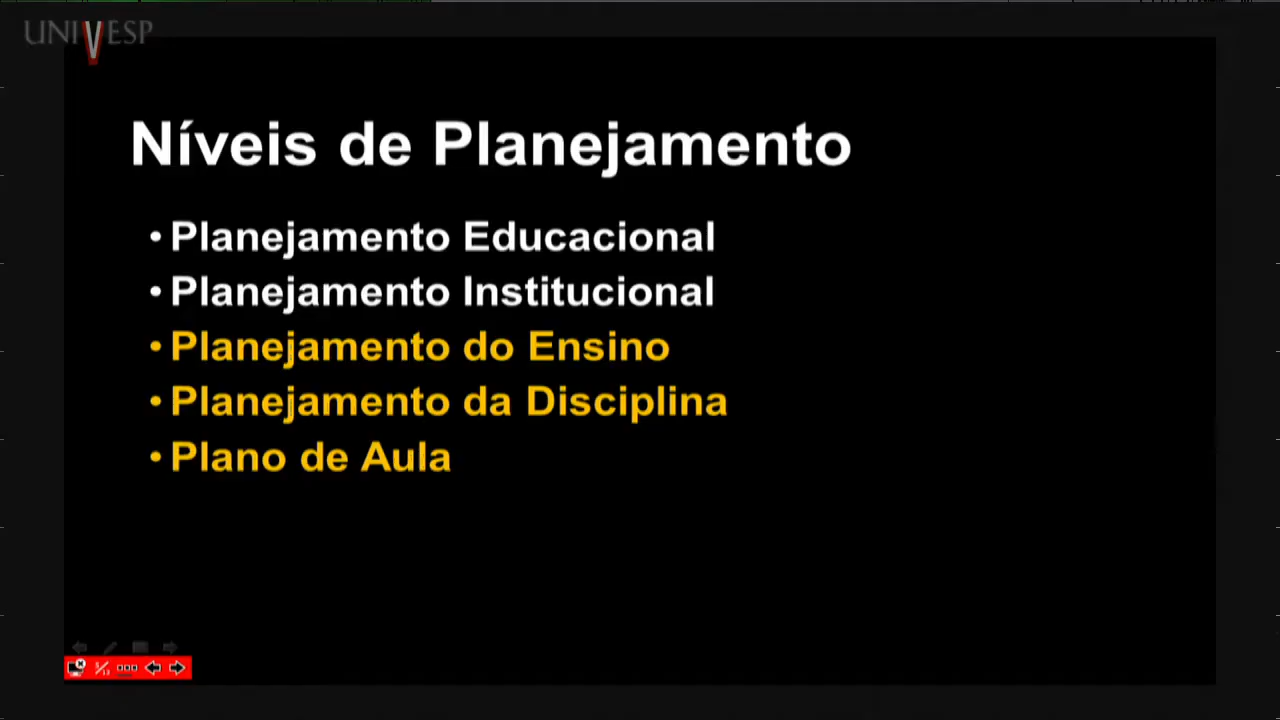 UNIVESP
Níveis de Planejamento
• Planejamento Educacional
• Planejamento Institucional
• Planejamento do Ensino
• Planejamento da Disciplina
• Plano de Aula